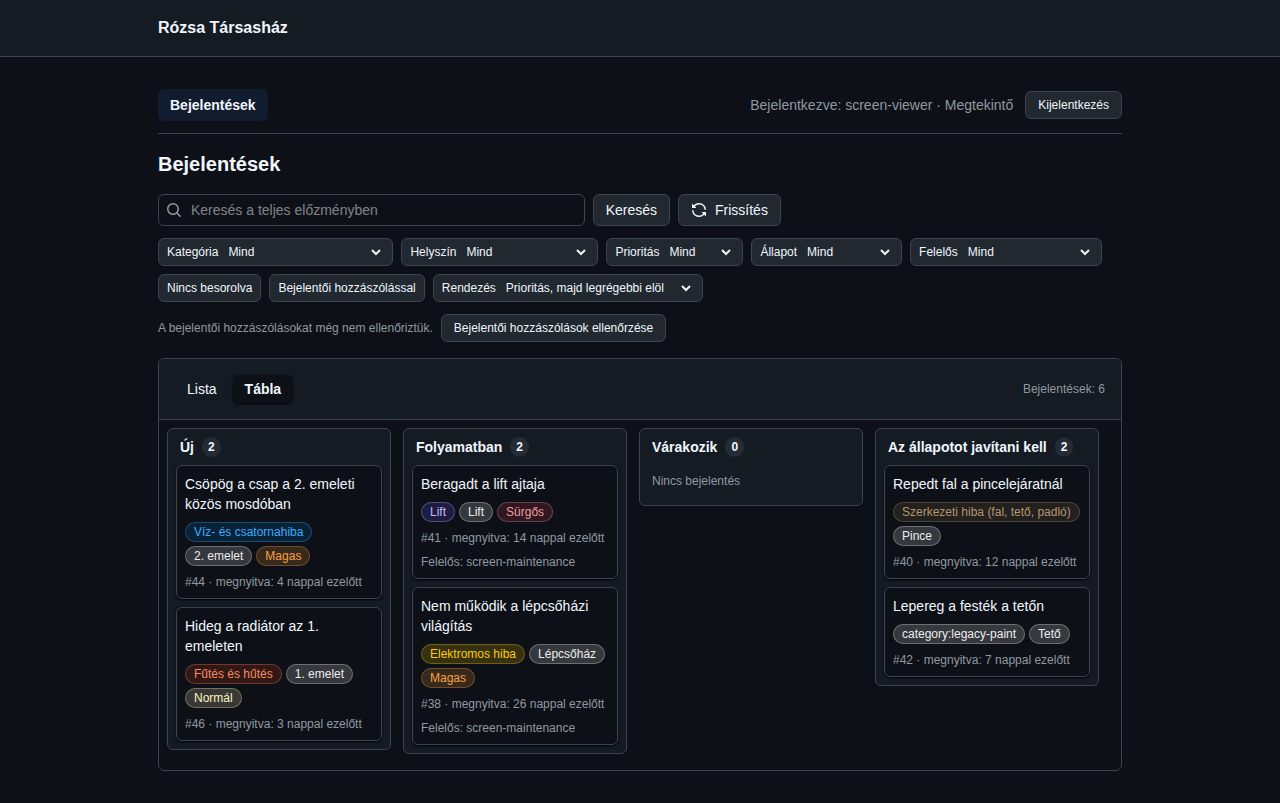 Rózsa Társasház
Bejelentések
Bejelentkezve: screen-viewer · Megtekintő
Kijelentkezés
Bejelentések
Keresés a teljes előzményben
Keresés
Frissítés
Kategória Mind
Helyszín Mind
Prioritás Mind
Állapot Mind
Felelős Mind
Nincs besorolva
Bejelentői hozzászólással
Rendezés Prioritás, majd legrégebbi elöl
A bejelentői hozzászólásokat még nem ellenőriztük.
Bejelentői hozzászólások ellenőrzése
Lista
Tábla
Bejelentések: 6
Új 2
Csöpög a csap a 2. emeleti
közös mosdóban
Víz- és csatornahiba
2. emelet Magas
#44 · megnyitva: 4 nappal ezelőtt
Hideg a radiátor az 1.
emeleten
Fűtés és hűtés 1. emelet
Normál
#46 · megnyitva: 3 nappal ezelőtt
Folyamatban 2
Beragadt a lift ajtaja
Lift Lift Sürgős
#41 · megnyitva: 14 nappal ezelőtt
Felelős: screen-maintenance
Nem működik a lépcsőházi
világítás
Elektromos hiba Lépcsőház
Magas
#38 · megnyitva: 26 nappal ezelőtt
Felelős: screen-maintenance
Várakozik 0
Nincs bejelentés
Az állapotot javítani kell 2
Repedt fal a pincelejáratnál
Szerkezeti hiba (fal, tető, padló)
Pince
#40 · megnyitva: 12 nappal ezelőtt
Lepereg a festék a tetőn
category:legacy-paint Tető
#42 · megnyitva: 7 nappal ezelőtt